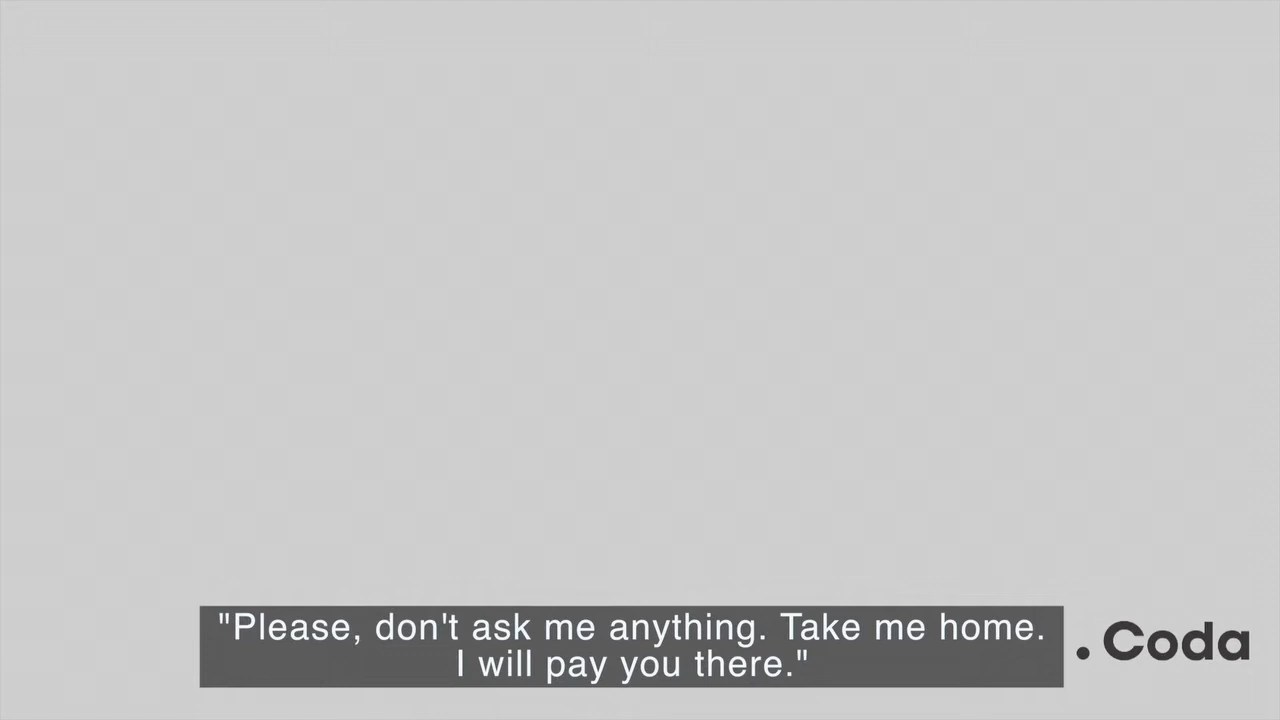 "Please, don't ask me anything. Take me home.
I will pay you there."
. Coda